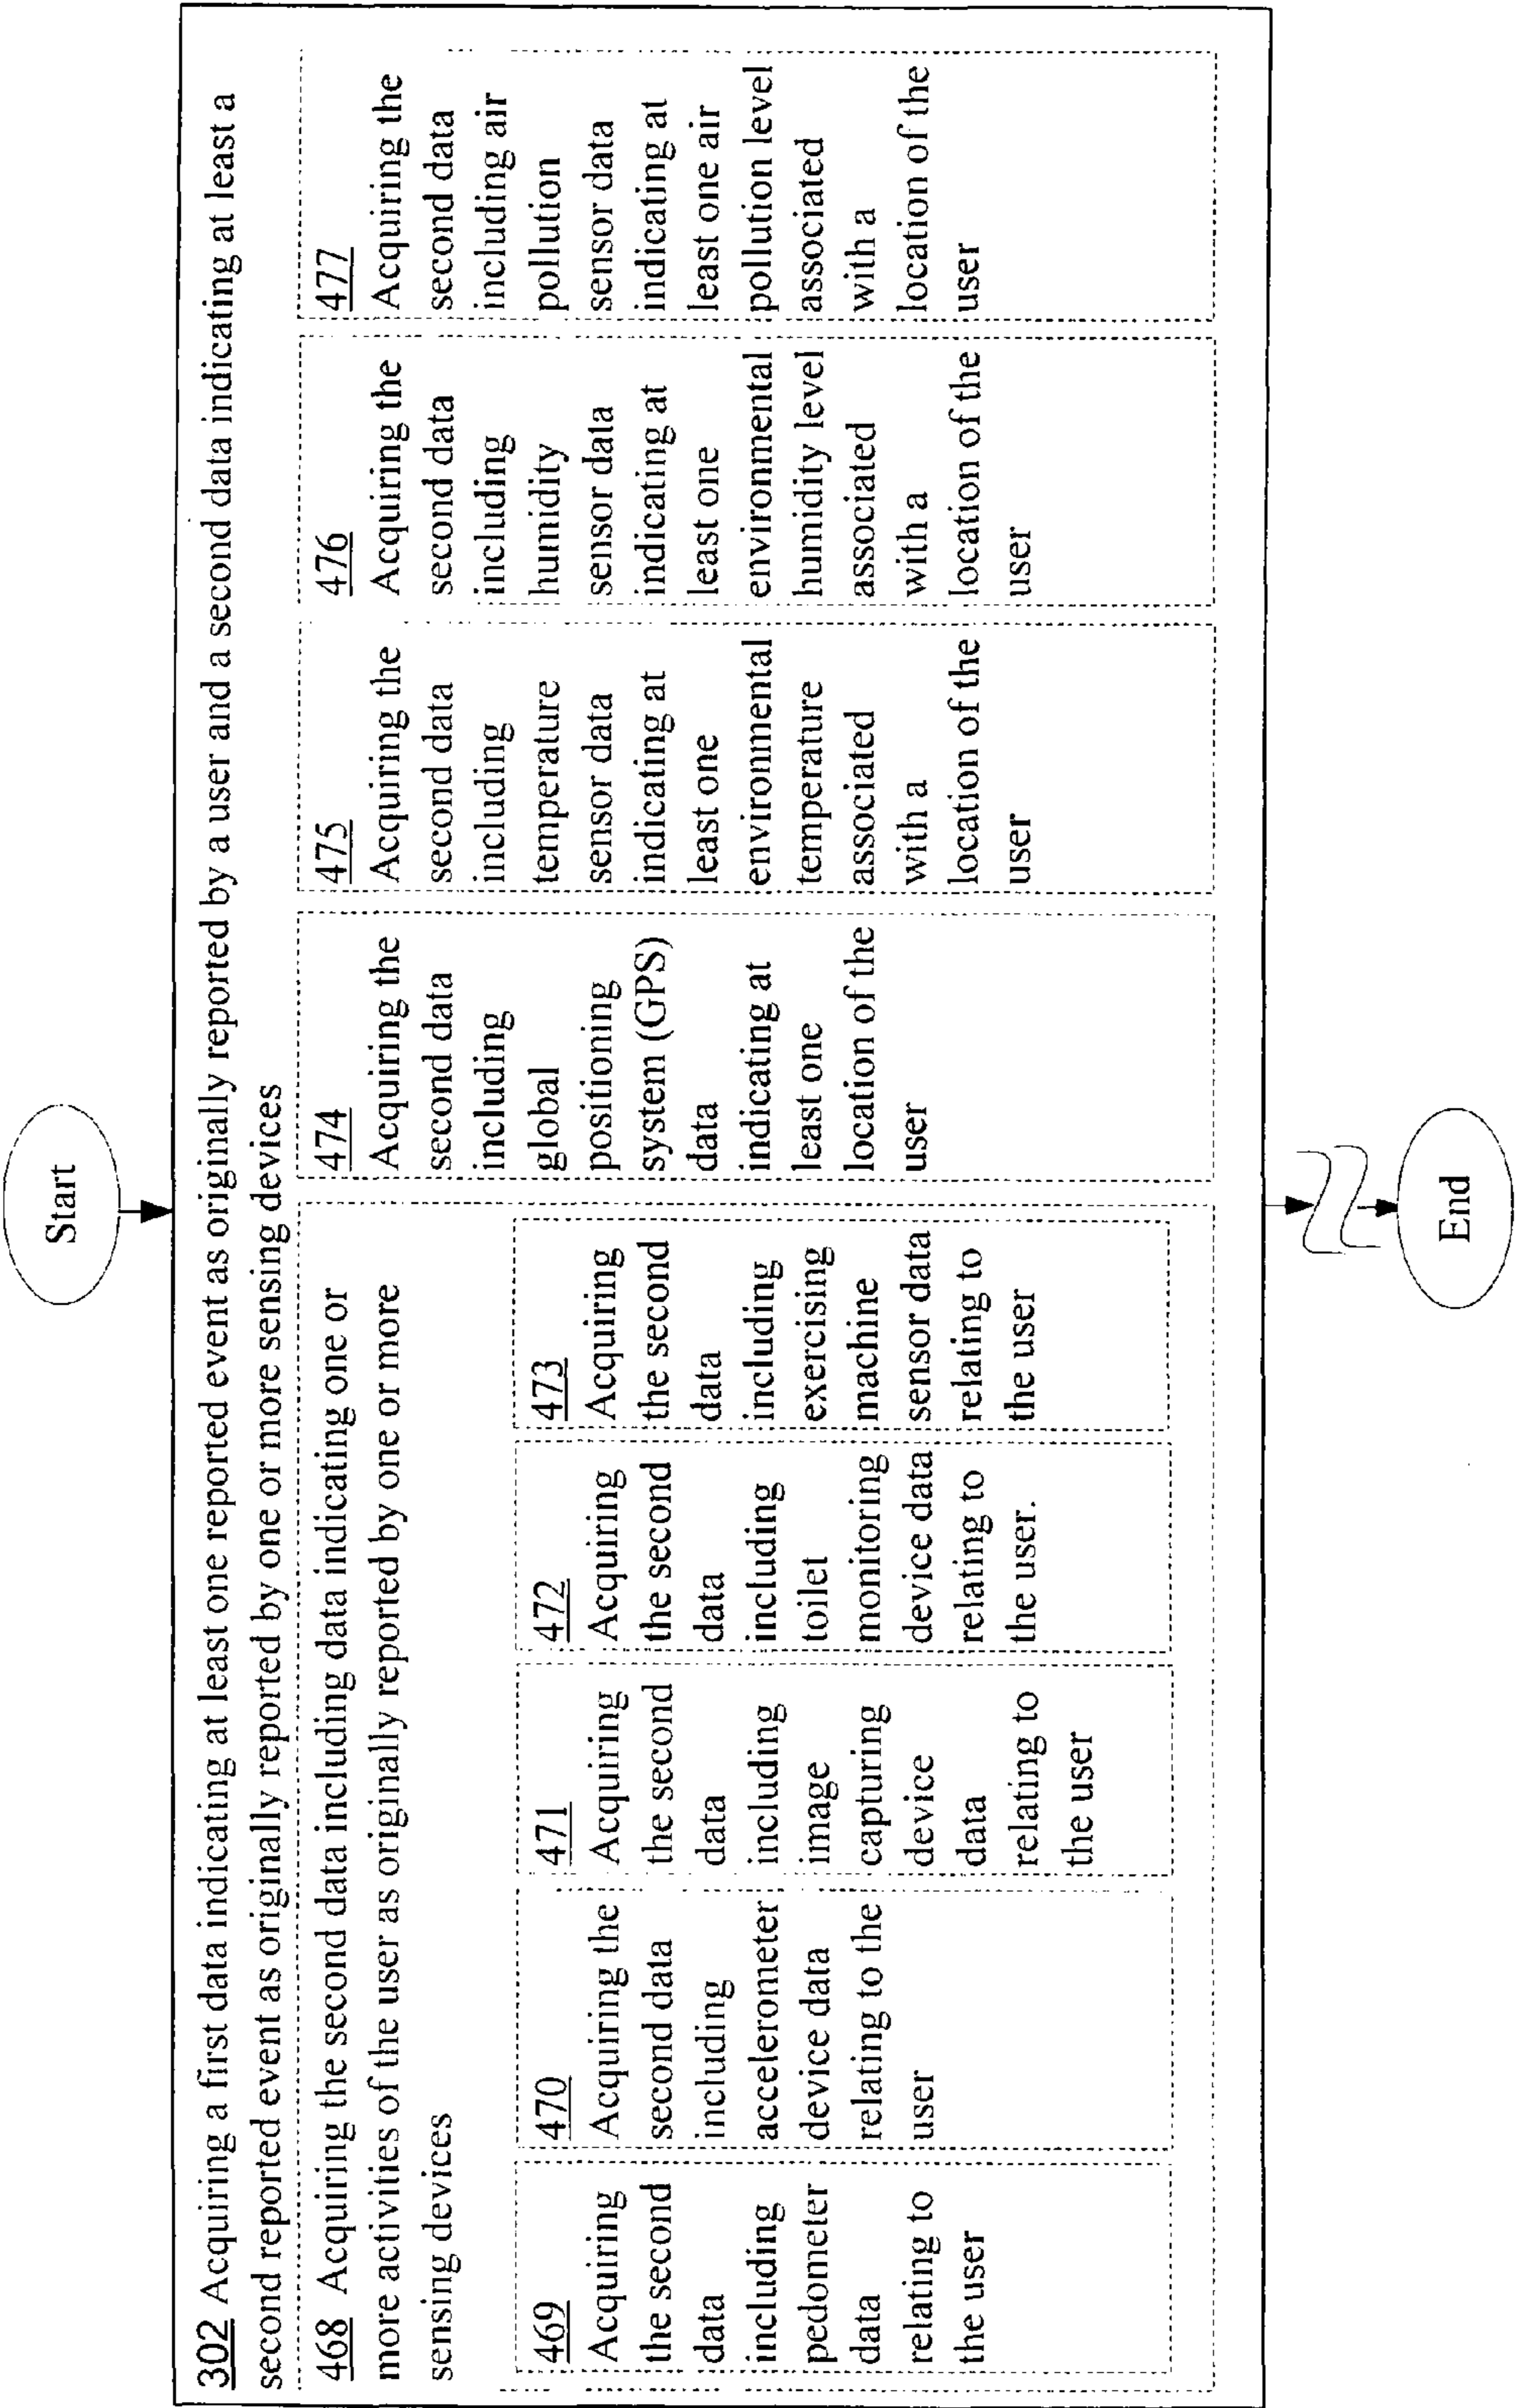 Start
302 Acquiring a first data indicating at least one reported event as originally reported by a user and a second data indicating at least a
second reported event as originally reported by one or more sensing devices
468 Acquiring the second data including data indicating one or
more activities of the user as originally reported by one or more
sensing devices
469
Acquiring
the second
data
including
pedometer
data
relating to
the user
470
Acquiring the
second data
including
accelerometer
device data
relating to the
user
471
Acquiring
the second
data
including
image
capturing
device
data
relating to
the user
472
Acquiring
the second
data
including
toilet
monitoring
device data
relating to
the user.
473
Acquiring
the second
data
including
exercising
machine
sensor data
relating to
the user
474
Acquiring the
second data
including
global
positioning
system (GPS)
data
indicating at
least one
location of the
user
475
Acquiring the
second data
including
temperature
sensor data
indicating at
least one
environmental
temperature
associated
with a
location of the
user
476
Acquiring the
second data
including
humidity
sensor data
indicating at
least one
environmental
humidity level
associated
with a
location of the
user
477
Acquiring the
second data
including air
pollution
sensor data
indicating at
least one air
pollution level
associated
with a
location of the
user
End